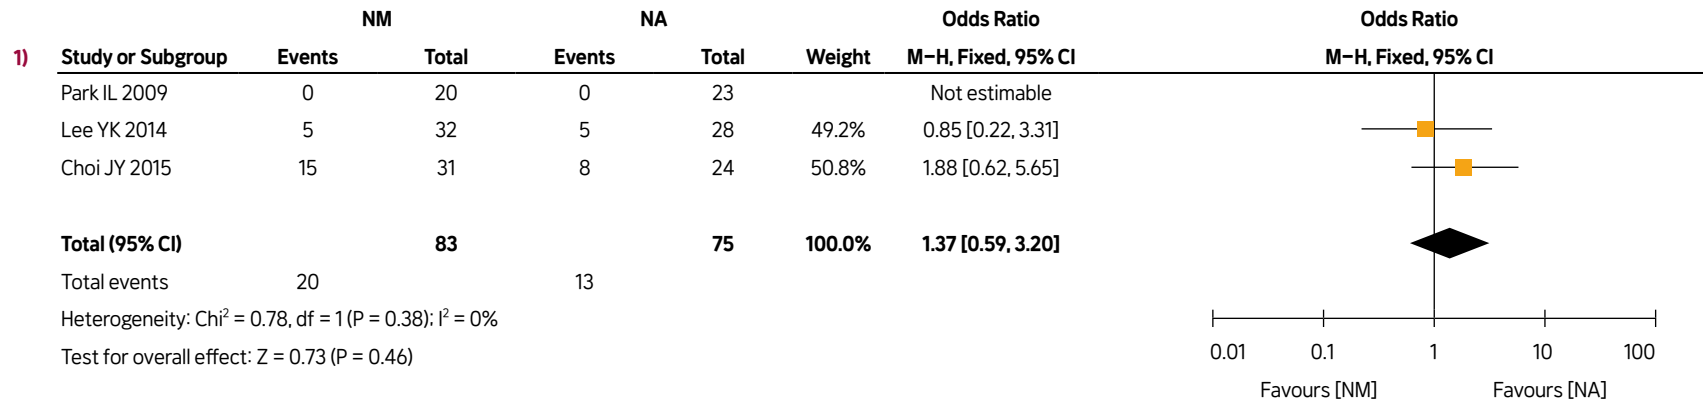 NM NA Odds Ratio Odds Ratio
1) Study or Subgroup Events Total Events Total Weight M-H, Fixed, 95% CI M-H, Fixed, 95% CI
Park IL 2009 0 20 0 23 Not estimable
Lee YK 2014 5 32 5 28 49.2% 0.85 [0.22, 3.31]
Choi JY 2015 15 31 8 24 50.8% 1.88 [0.62, 5.65]
Total (95% CI) 83 75 100.0% 1.37 [0.59, 3.20]
Total events 20 13
Heterogeneity: Chi² = 0.78, df = 1 (P = 0.38); I² = 0%
Test for overall effect: Z = 0.73 (P = 0.46)
0.01 0.1 1 10 100
Favours [NM] Favours [NA]